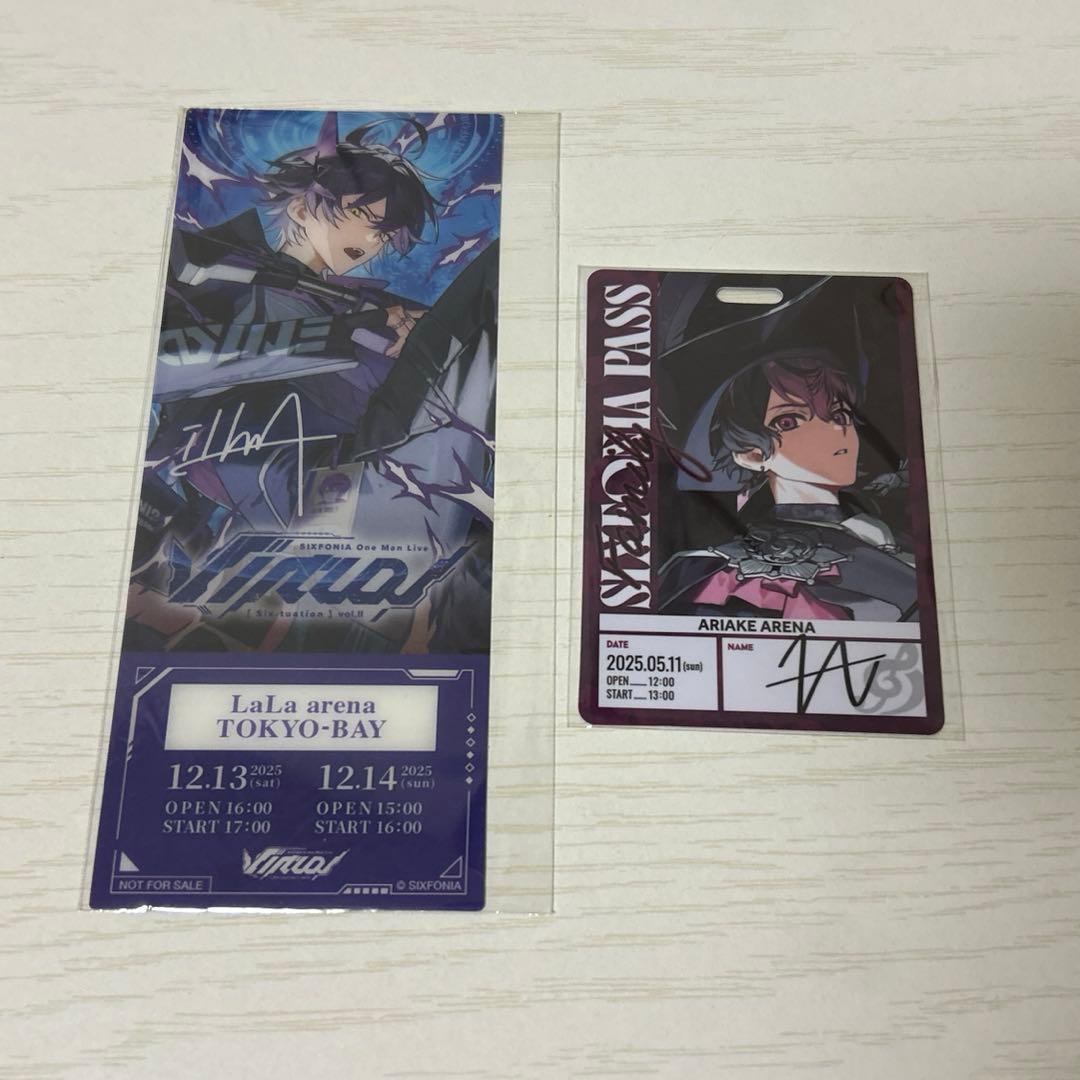 SIXFONIA One Man Live
[ Six-tuation ] vol.II
LaLa arena
TOKYO-BAY
12.13 2025 (sat)
OPEN 16:00
START 17:00
12.14 2025 (sun)
OPEN 15:00
START 16:00
NOT FOR SALE
© SIXFONIA
SIXFONIA PASS
ARIAKE ARENA
DATE
2025.05.11(sun)
OPEN 12:00
START 13:00
NAME